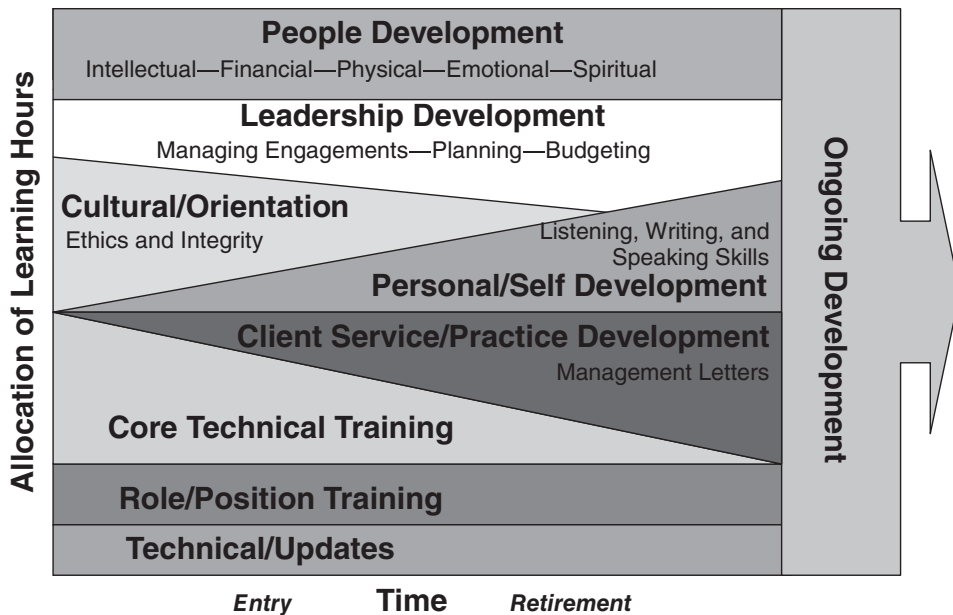 People Development
Intellectual—Financial—Physical—Emotional—Spiritual
Leadership Development
Managing Engagements—Planning—Budgeting
Cultural/Orientation
Ethics and Integrity
Listening, Writing, and
Speaking Skills
Personal/Self Development
Client Service/Practice Development
Management Letters
Core Technical Training
Role/Position Training
Technical/Updates
Allocation of Learning Hours
Ongoing Development
Entry Time Retirement